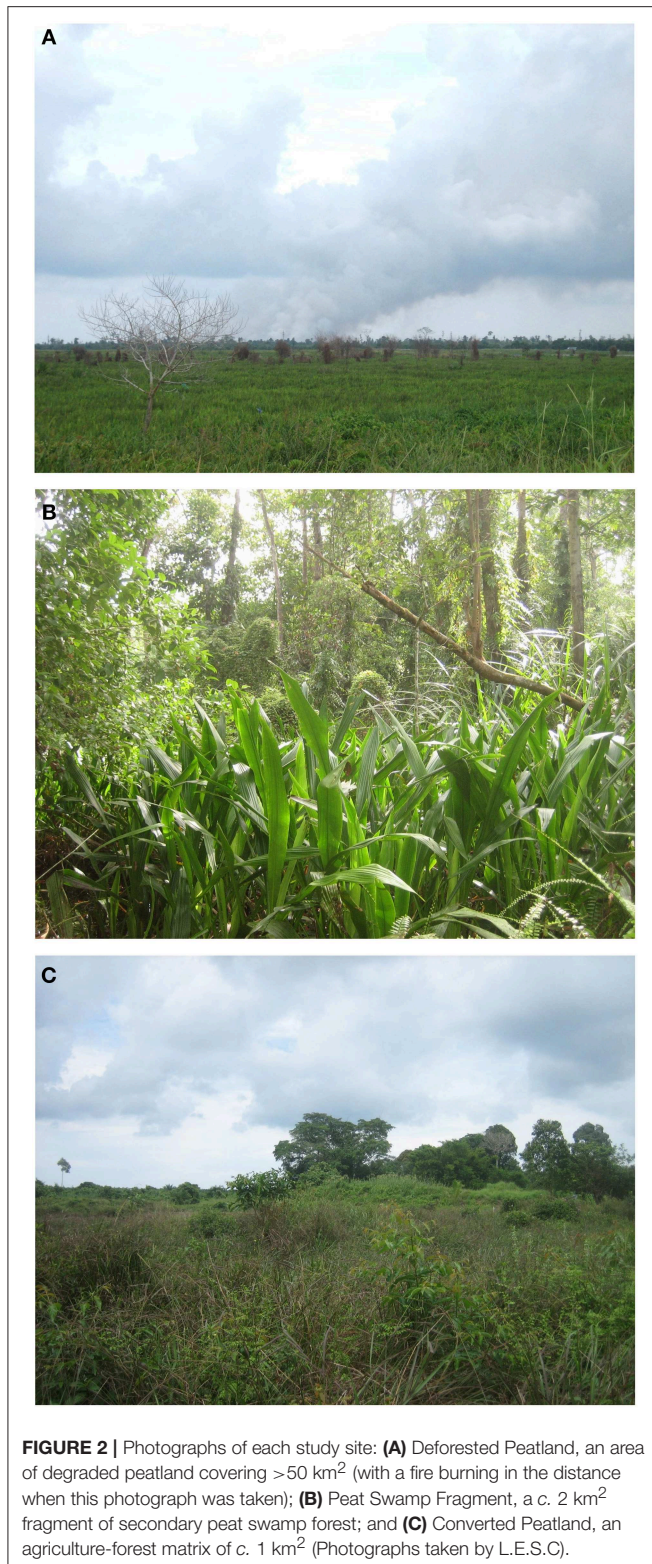 A
B
C
FIGURE 2 | Photographs of each study site: (A) Deforested Peatland, an area
of degraded peatland covering >50 km² (with a fire burning in the distance
when this photograph was taken); (B) Peat Swamp Fragment, a c. 2 km²
fragment of secondary peat swamp forest; and (C) Converted Peatland, an
agriculture-forest matrix of c. 1 km² (Photographs taken by L.E.S.C).